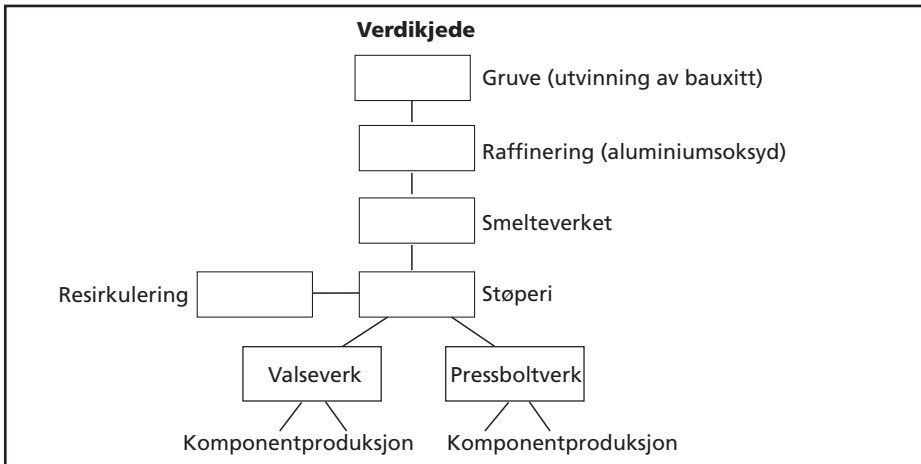 Verdikjede
Gruve (utvinning av bauxitt)
Raffinering (aluminiumsoksyd)
Smelteverket
Resirkulering
Støperi
Valseverk
Pressboltverk
Komponentproduksjon
Komponentproduksjon